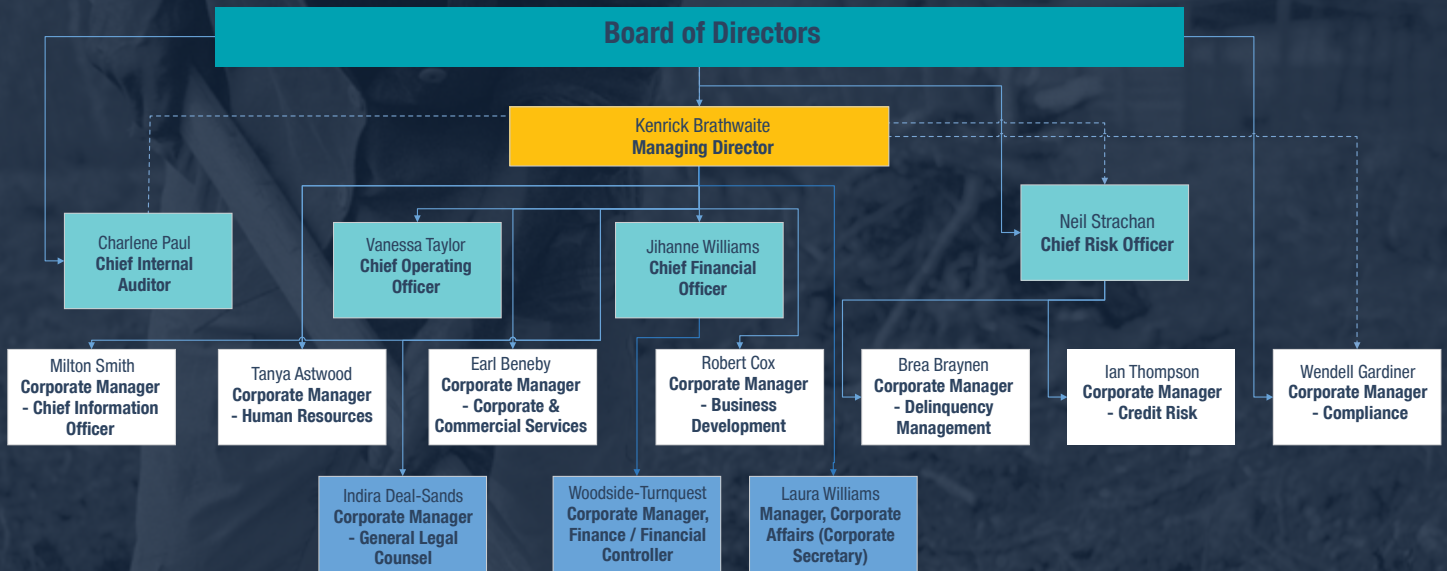 Board of Directors
Kenrick Brathwaite
Managing Director
Charlene Paul
Chief Internal
Auditor
Vanessa Taylor
Chief Operating
Officer
Jihanne Williams
Chief Financial
Officer
Neil Strachan
Chief Risk Officer
Milton Smith
Corporate Manager
- Chief Information
Officer
Tanya Astwood
Corporate Manager
- Human Resources
Earl Beneby
Corporate Manager
- Corporate &
Commercial Services
Robert Cox
Corporate Manager
- Business
Development
Brea Braynen
Corporate Manager
- Delinquency
Management
Ian Thompson
Corporate Manager
- Credit Risk
Wendell Gardiner
Corporate Manager
- Compliance
Indira Deal-Sands
Corporate Manager
- General Legal
Counsel
Woodside-Turnquest
Corporate Manager,
Finance / Financial
Controller
Laura Williams
Manager, Corporate
Affairs (Corporate
Secretary)